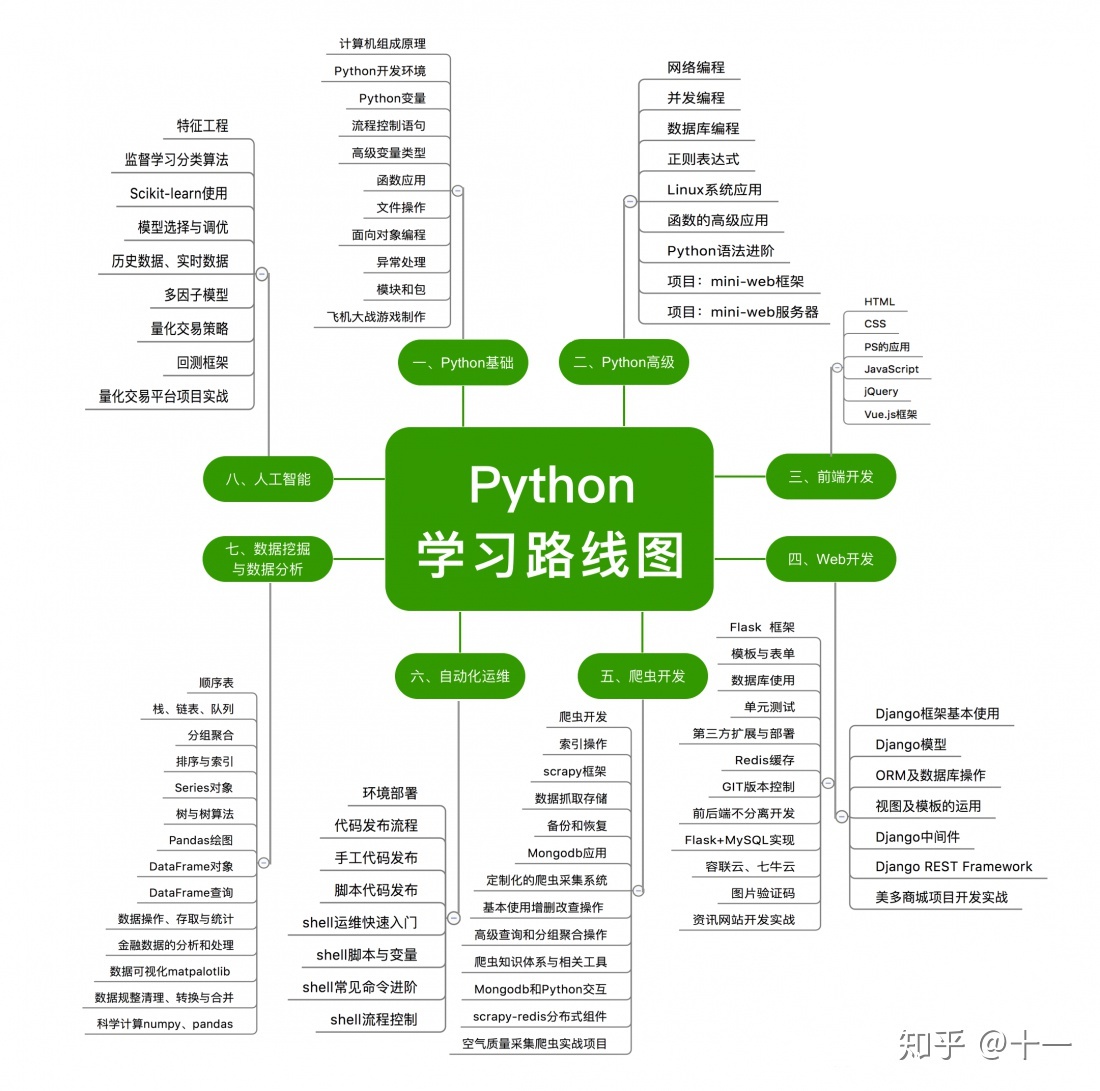 Python
学习路线图
一、Python基础
计算机组成原理
Python开发环境
Python变量
流程控制语句
高级变量类型
函数应用
文件操作
面向对象编程
异常处理
模块和包
飞机大战游戏制作
二、Python高级
网络编程
并发编程
数据库编程
正则表达式
Linux系统应用
函数的高级应用
Python语法进阶
项目：mini-web框架
项目：mini-web服务器
三、前端开发
HTML
CSS
PS的应用
JavaScript
jQuery
Vue.js框架
四、Web开发
Flask 框架
模板与表单
数据库使用
单元测试
第三方扩展与部署
Redis缓存
GIT版本控制
前后端不分离开发
Flask+MySQL实现
容联云、七牛云
图片验证码
资讯网站开发实战
Django框架基本使用
Django模型
ORM及数据库操作
视图及模板的运用
Django中间件
Django REST Framework
美多商城项目开发实战
五、爬虫开发
爬虫开发
索引操作
scrapy框架
数据抓取存储
备份和恢复
Mongodb应用
定制化的爬虫采集系统
基本使用增删改查操作
高级查询和分组聚合操作
爬虫知识体系与相关工具
Mongodb和Python交互
scrapy-redis分布式组件
空气质量采集爬虫实战项目
六、自动化运维
环境部署
代码发布流程
手工代码发布
脚本代码发布
shell运维快速入门
shell脚本与变量
shell常见命令进阶
shell流程控制
七、数据挖掘
与数据分析
顺序表
栈、链表、队列
分组聚合
排序与索引
Series对象
树与树算法
Pandas绘图
DataFrame对象
DataFrame查询
数据操作、存取与统计
金融数据的分析和处理
数据可视化matpalotlib
数据规整清理、转换与合并
科学计算numpy、pandas
八、人工智能
特征工程
监督学习分类算法
Scikit-learn使用
模型选择与调优
历史数据、实时数据
多因子模型
量化交易策略
回测框架
量化交易平台项目实战
知乎 @十一